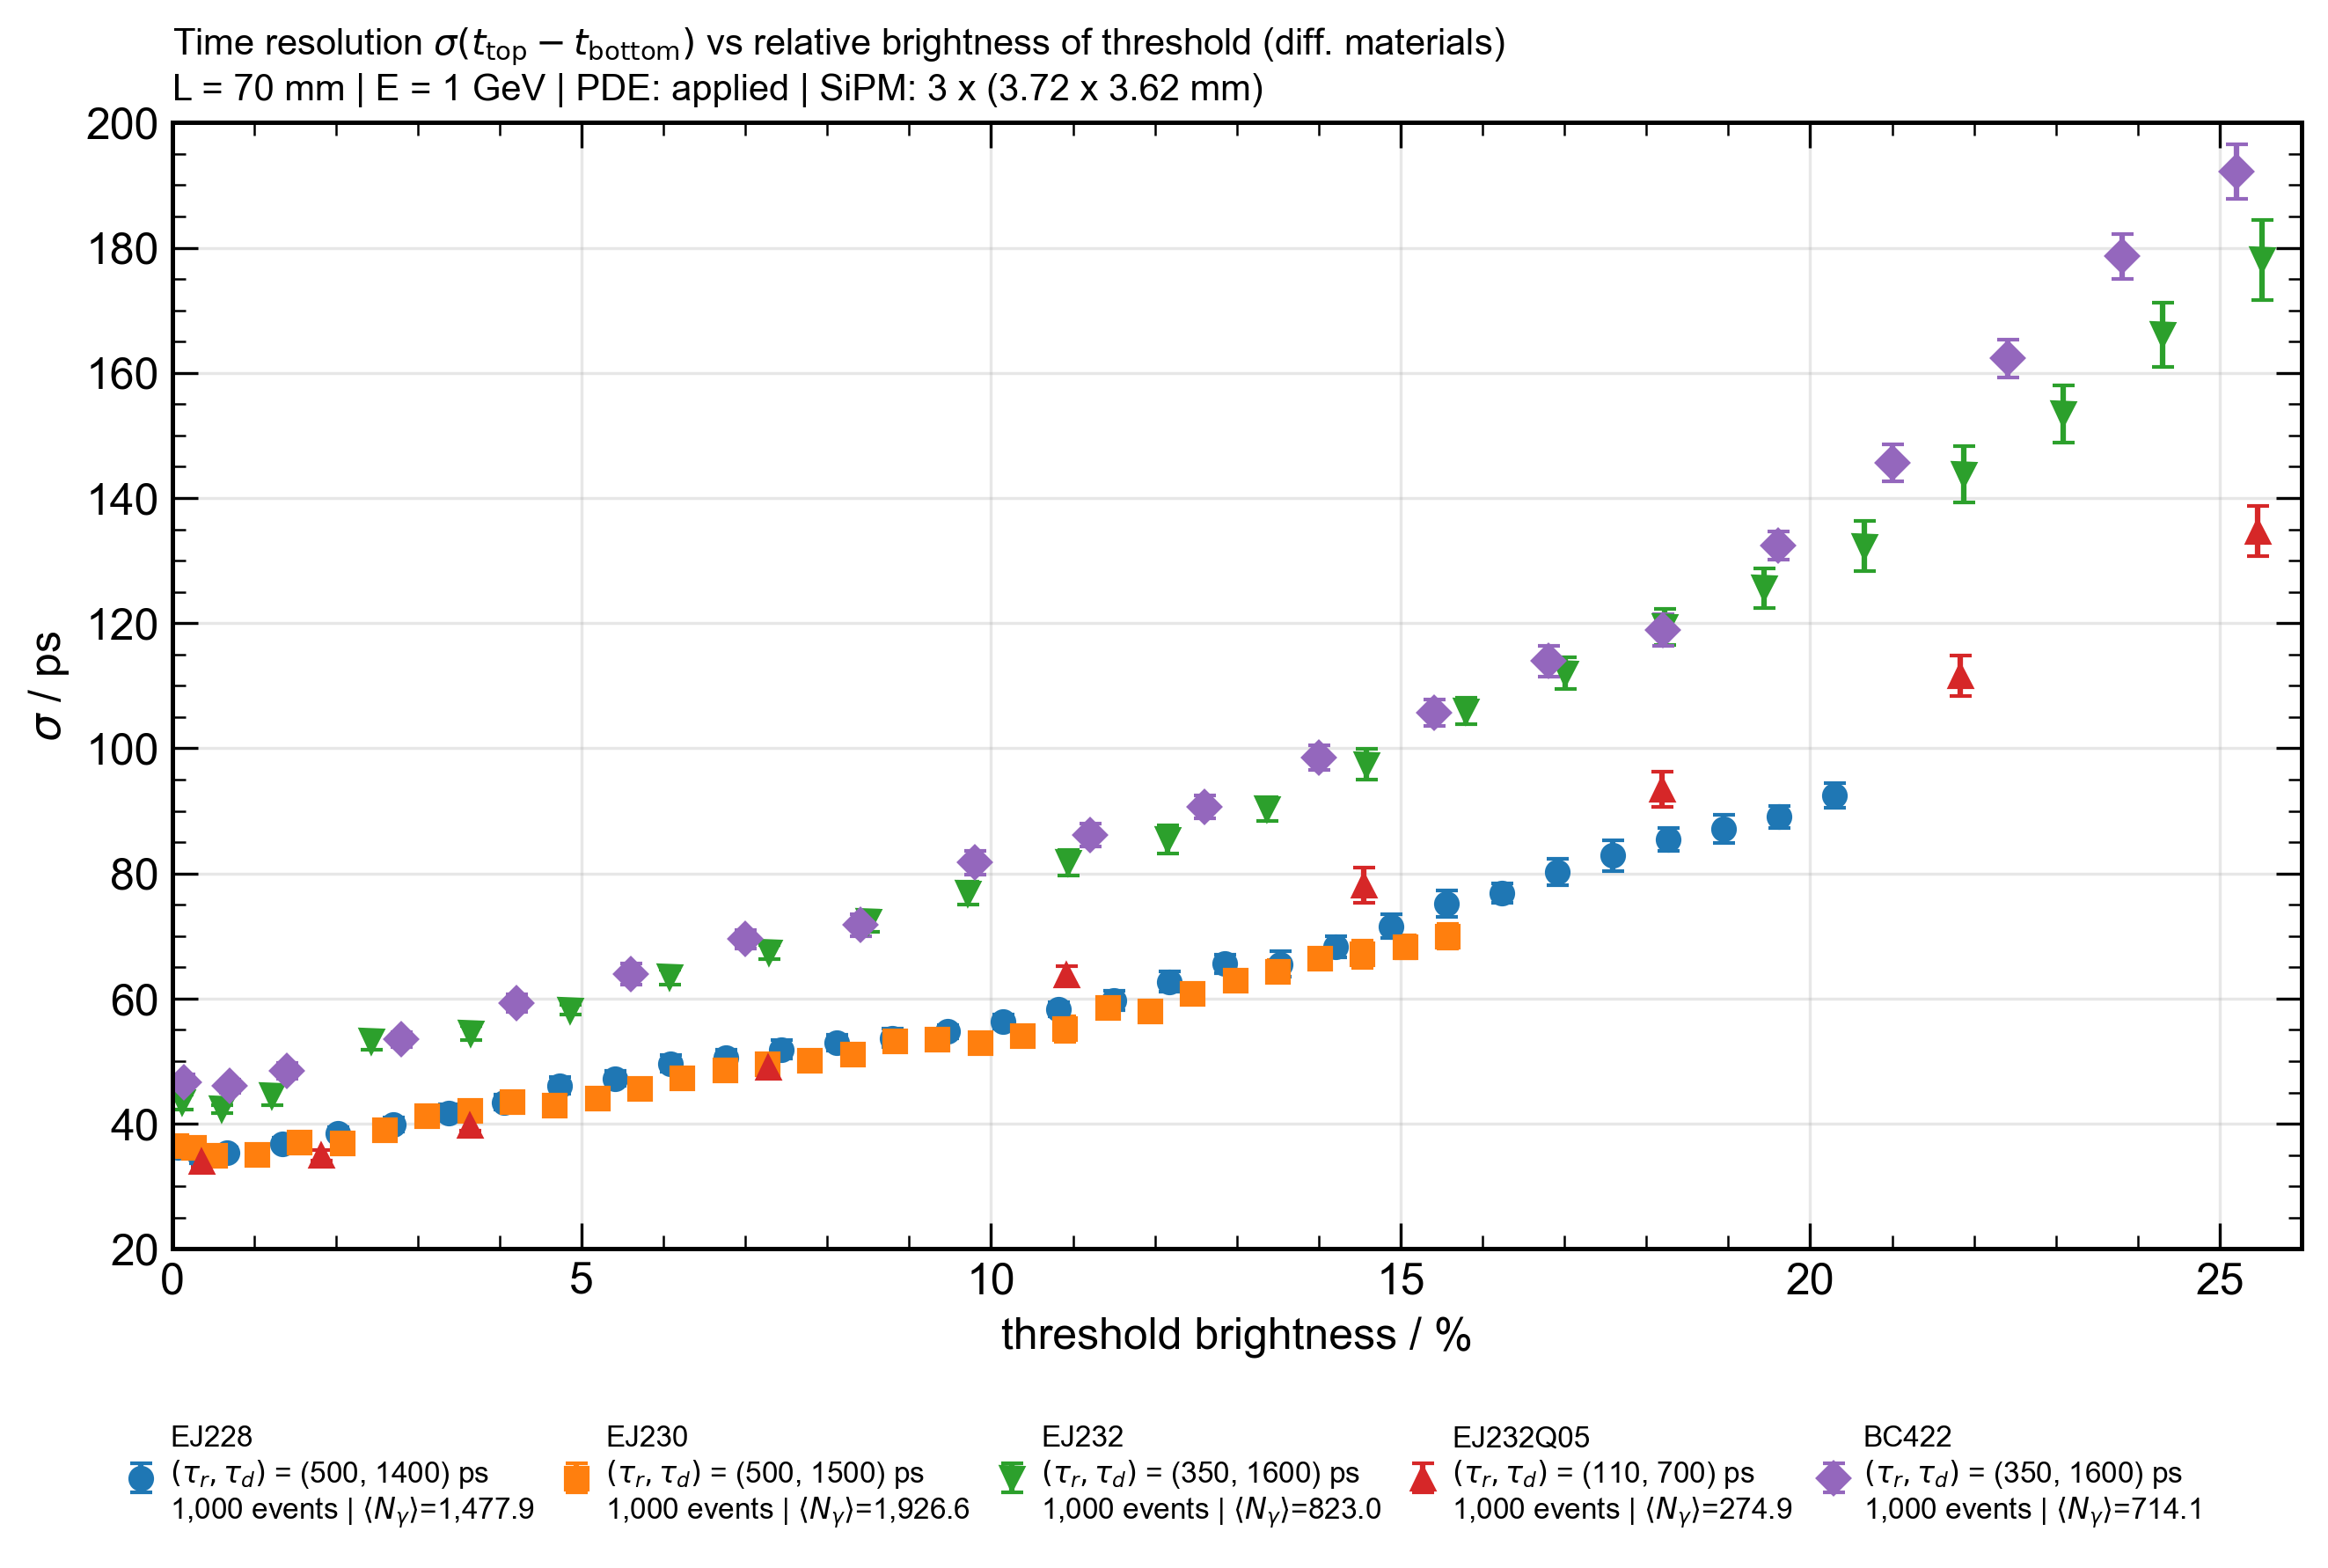 Time resolution σ(t_top − t_bottom) vs relative brightness of threshold (diff. materials)
L = 70 mm | E = 1 GeV | PDE: applied | SiPM: 3 x (3.72 x 3.62 mm)
200
180
160
140
120
100
80
60
40
20
σ / ps
0 5 10 15 20 25
threshold brightness / %
EJ228
(τ_r, τ_d) = (500, 1400) ps
1,000 events | ⟨N_γ⟩=1,477.9
EJ230
(τ_r, τ_d) = (500, 1500) ps
1,000 events | ⟨N_γ⟩=1,926.6
EJ232
(τ_r, τ_d) = (350, 1600) ps
1,000 events | ⟨N_γ⟩=823.0
EJ232Q05
(τ_r, τ_d) = (110, 700) ps
1,000 events | ⟨N_γ⟩=274.9
BC422
(τ_r, τ_d) = (350, 1600) ps
1,000 events | ⟨N_γ⟩=714.1